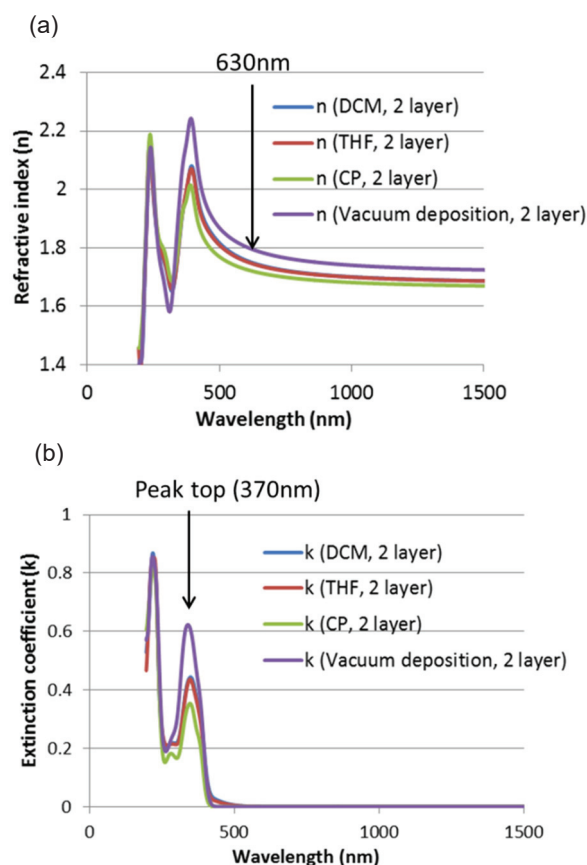 (a)
630nm
2.4
2.2
2
1.8
1.6
1.4
Refractive index (n)
n (DCM, 2 layer)
n (THF, 2 layer)
n (CP, 2 layer)
n (Vacuum deposition, 2 layer)
0 500 1000 1500
Wavelength (nm)
(b)
Peak top (370nm)
1
0.8
0.6
0.4
0.2
0
Extinction coefficient (k)
k (DCM, 2 layer)
k (THF, 2 layer)
k (CP, 2 layer)
k (Vacuum deposition, 2 layer)
0 500 1000 1500
Wavelength (nm)